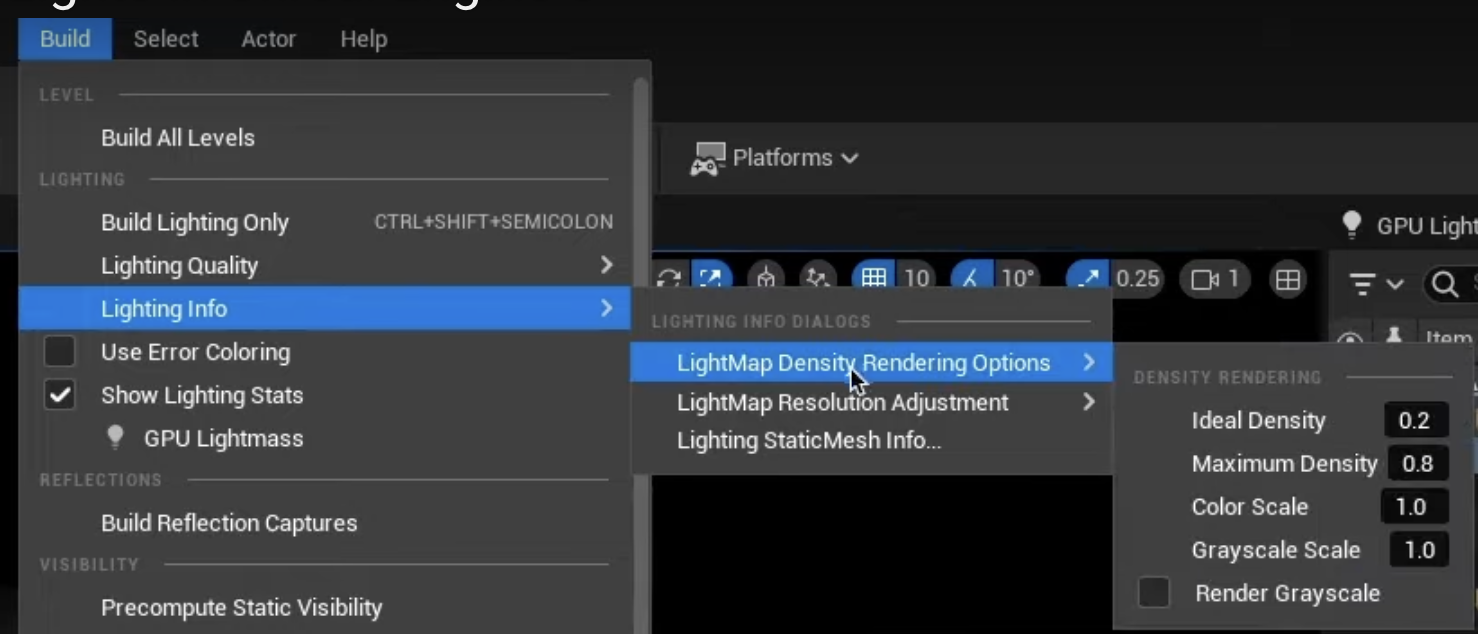 Build Select Actor Help
LEVEL
Build All Levels
LIGHTING
Build Lighting Only CTRL+SHIFT+SEMICOLON
Lighting Quality
Lighting Info
Use Error Coloring
Show Lighting Stats
GPU Lightmass
REFLECTIONS
Build Reflection Captures
VISIBILITY
Precompute Static Visibility
Platforms
GPU Light
10 10° 0.25 1
Item
LIGHTING INFO DIALOGS
LightMap Density Rendering Options
LightMap Resolution Adjustment
Lighting StaticMesh Info...
DENSITY RENDERING
Ideal Density 0.2
Maximum Density 0.8
Color Scale 1.0
Grayscale Scale 1.0
Render Grayscale